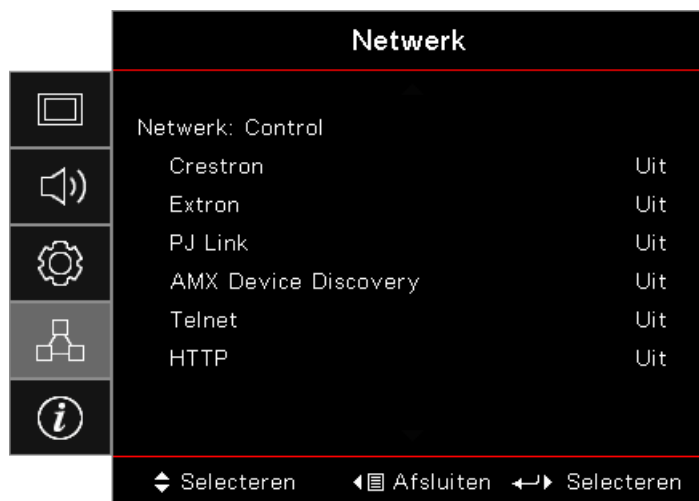 Netwerk
Netwerk: Control
Crestron Uit
Extron Uit
PJ Link Uit
AMX Device Discovery Uit
Telnet Uit
HTTP Uit
Selecteren Afsluiten Selecteren